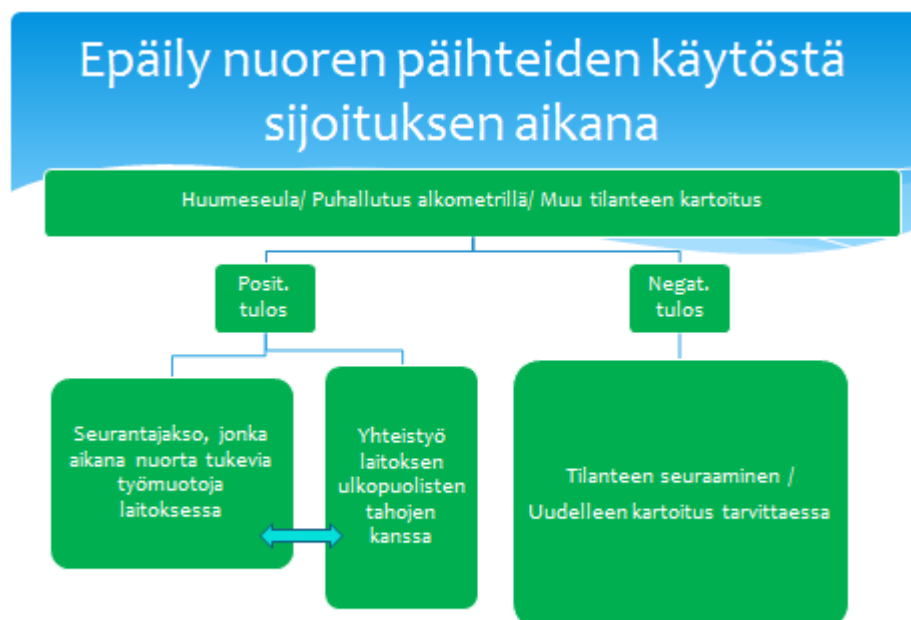 Epäily nuoren päihteiden käytöstä
sijoituksen aikana
Huumeseula/ Puhallutus alkometrillä/ Muu tilanteen kartoitus
Posit.
tulos
Negat.
tulos
Seurantajakso, jonka
aikana nuorta tukevia
työmuotoja
laitoksessa
Yhteistyö
laitoksen
ulkopuolisten
tahojen
kanssa
Tilanteen seuraaminen /
Uudelleen kartoitus tarvittaessa